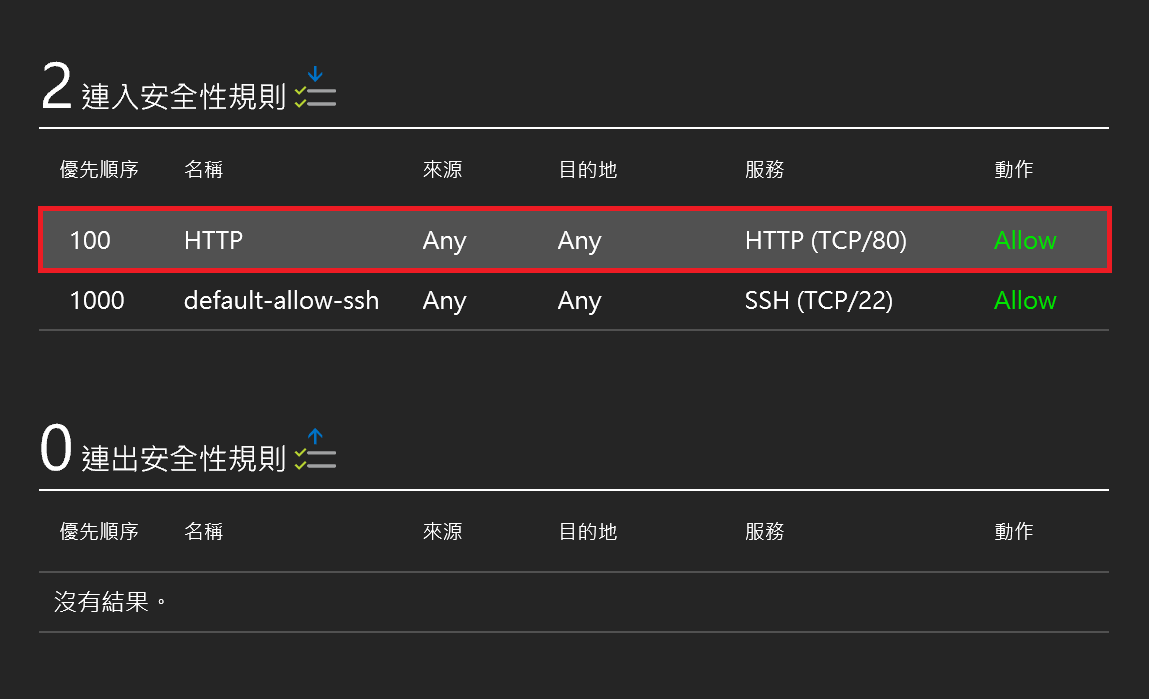 2 連入安全性規則
優先順序 名稱 來源 目的地 服務 動作
100 HTTP Any Any HTTP (TCP/80) Allow
1000 default-allow-ssh Any Any SSH (TCP/22) Allow
0 連出安全性規則
優先順序 名稱 來源 目的地 服務 動作
沒有結果。